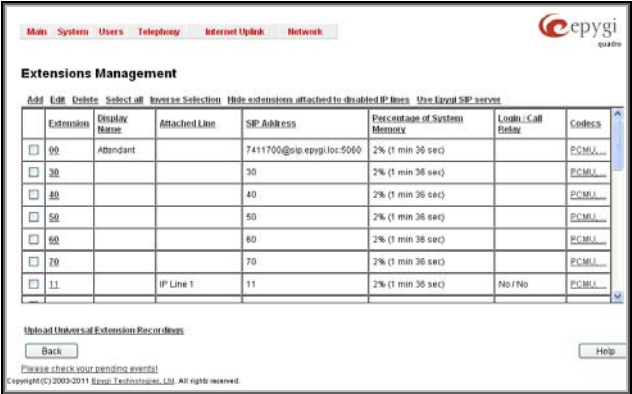 Main System Users Telephony Internet Uplink Network
epygi
quadro
Extensions Management
Add Edit Delete Select all Inverse Selection Hide extensions attached to disabled IP lines Use Epygi SIP server
Extension Display Name Attached Line SIP Address Percentage of System Memory Login / Call Relay Codecs
00 Attendant 7411700@sip.epygi.loc:5060 2% (1 min 36 sec) PCMU,...
30 30 2% (1 min 36 sec) PCMU,...
40 40 2% (1 min 36 sec) PCMU,...
50 50 2% (1 min 36 sec) PCMU,...
60 60 2% (1 min 36 sec) PCMU,...
70 70 2% (1 min 36 sec) PCMU,...
11 IP Line 1 11 2% (1 min 36 sec) No / No PCMU,...
Upload Universal Extension Recordings
Back Help
Please check your pending events!
Copyright (C) 2003-2011 Epygi Technologies, Ltd. All rights reserved.